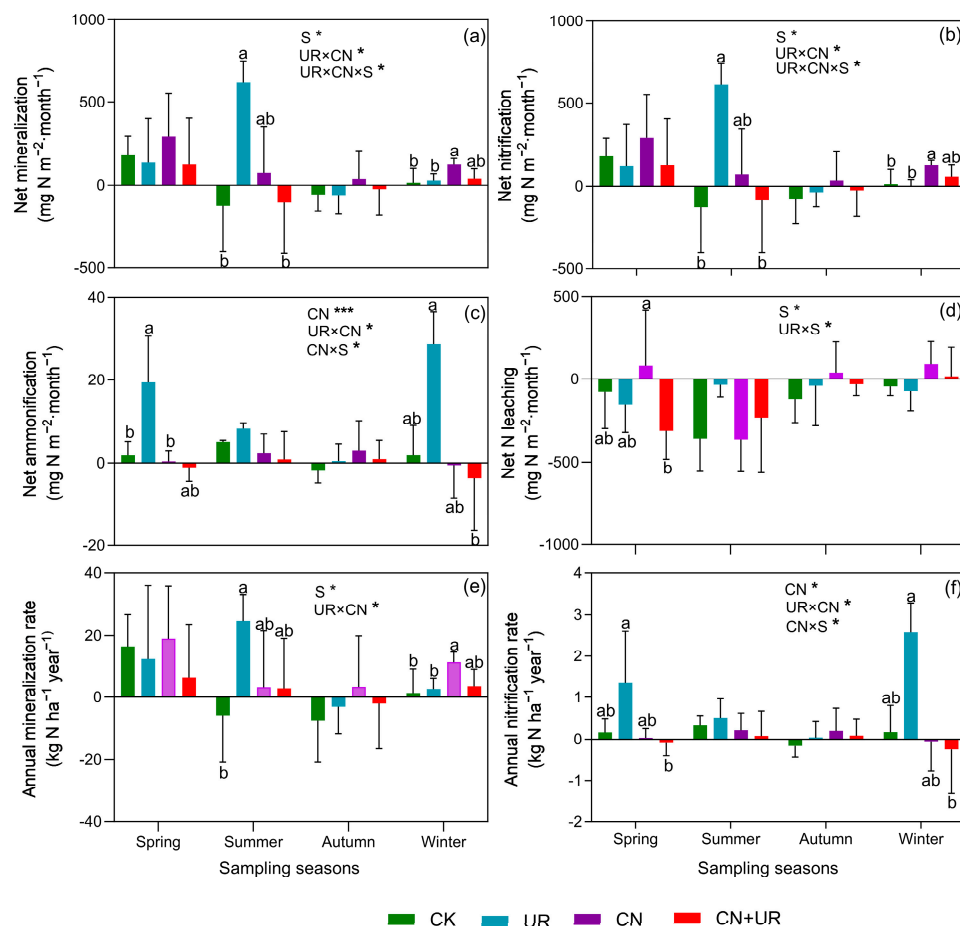 (a)
S *
UR×CN *
UR×CN×S *
Net mineralization
(mg N m⁻²·month⁻¹)
1000
500
0
-500
a
ab
b
b
b
b
a
ab
(b)
S *
UR×CN *
UR×CN×S *
Net nitrification
(mg N m⁻²·month⁻¹)
1000
500
0
-500
a
ab
b
b
b
b
a
ab
(c)
CN ***
UR×CN *
CN×S *
Net ammonification
(mg N m⁻²·month⁻¹)
40
20
0
-20
b
a
b
ab
ab
a
ab
b
(d)
S *
UR×S *
Net N leaching
(mg N m⁻²·month⁻¹)
500
0
-500
-1000
ab
ab
a
b
(e)
S *
UR×CN *
Annual mineralization rate
(kg N ha⁻¹ year⁻¹)
40
20
0
-20
-40
b
a
ab
ab
b
b
a
ab
Spring
Summer
Autumn
Winter
Sampling seasons
(f)
CN *
UR×CN *
CN×S *
Annual nitrification rate
(kg N ha⁻¹ year⁻¹)
4
3
2
1
0
-1
-2
ab
a
ab
b
ab
a
ab
b
Spring
Summer
Autumn
Winter
Sampling seasons
CK
UR
CN
CN+UR